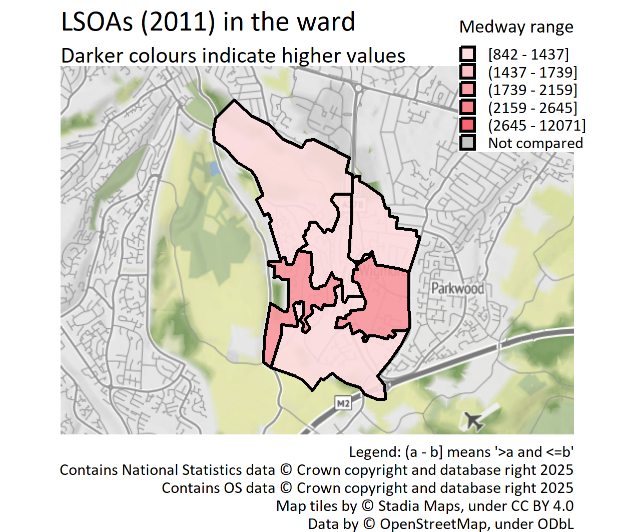 LSOAs (2011) in the ward
Darker colours indicate higher values
Medway range
[842 - 1437]
(1437 - 1739]
(1739 - 2159]
(2159 - 2645]
(2645 - 12071]
Not compared
Parkwood
M2
Legend: (a - b] means '>a and <=b'
Contains National Statistics data © Crown copyright and database right 2025
Contains OS data © Crown copyright and database right 2025
Map tiles by © Stadia Maps, under CC BY 4.0
Data by © OpenStreetMap, under ODbL